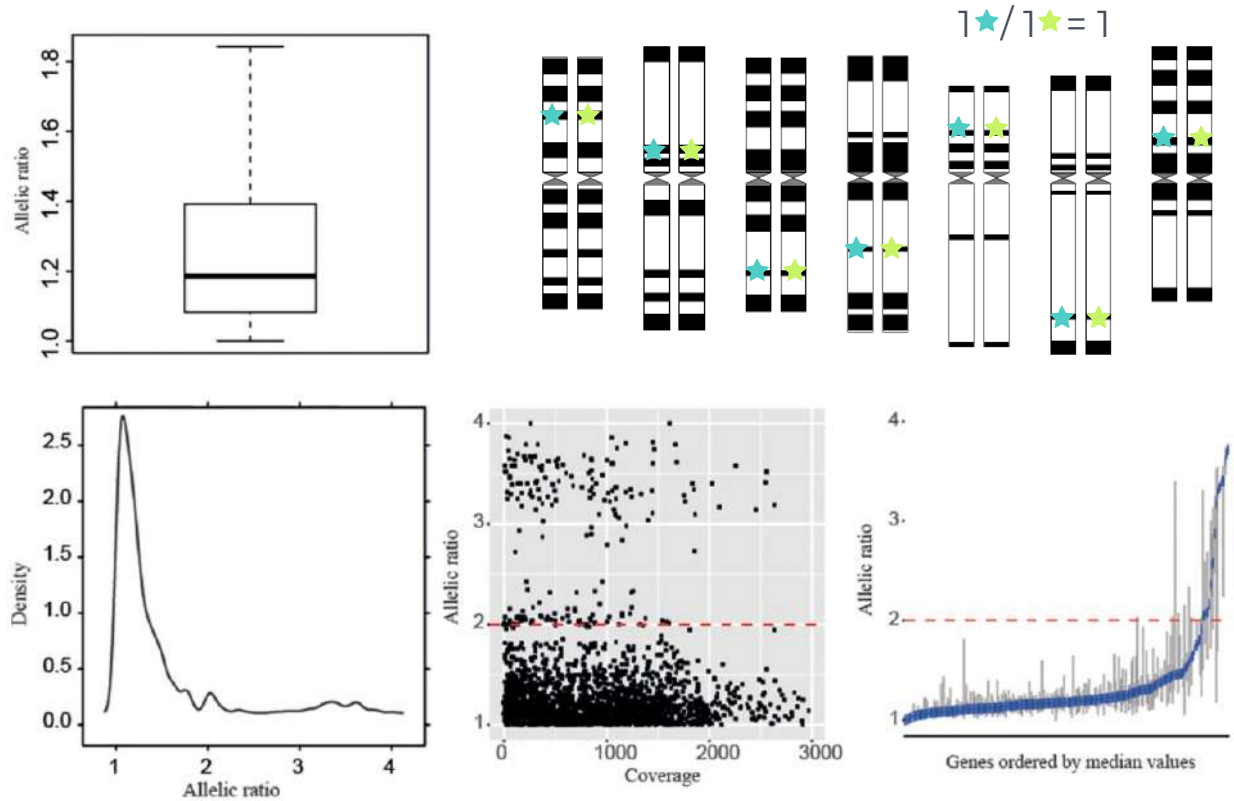 1★/1★= 1
1.8
1.6
1.4
1.2
1.0
Allelic ratio
2.5
2.0
1.5
1.0
0.5
0.0
Density
1 2 3 4
Allelic ratio
4
3
2
1
Allelic ratio
0 1000 2000 3000
Coverage
4
3
2
1
Allelic ratio
Genes ordered by median values